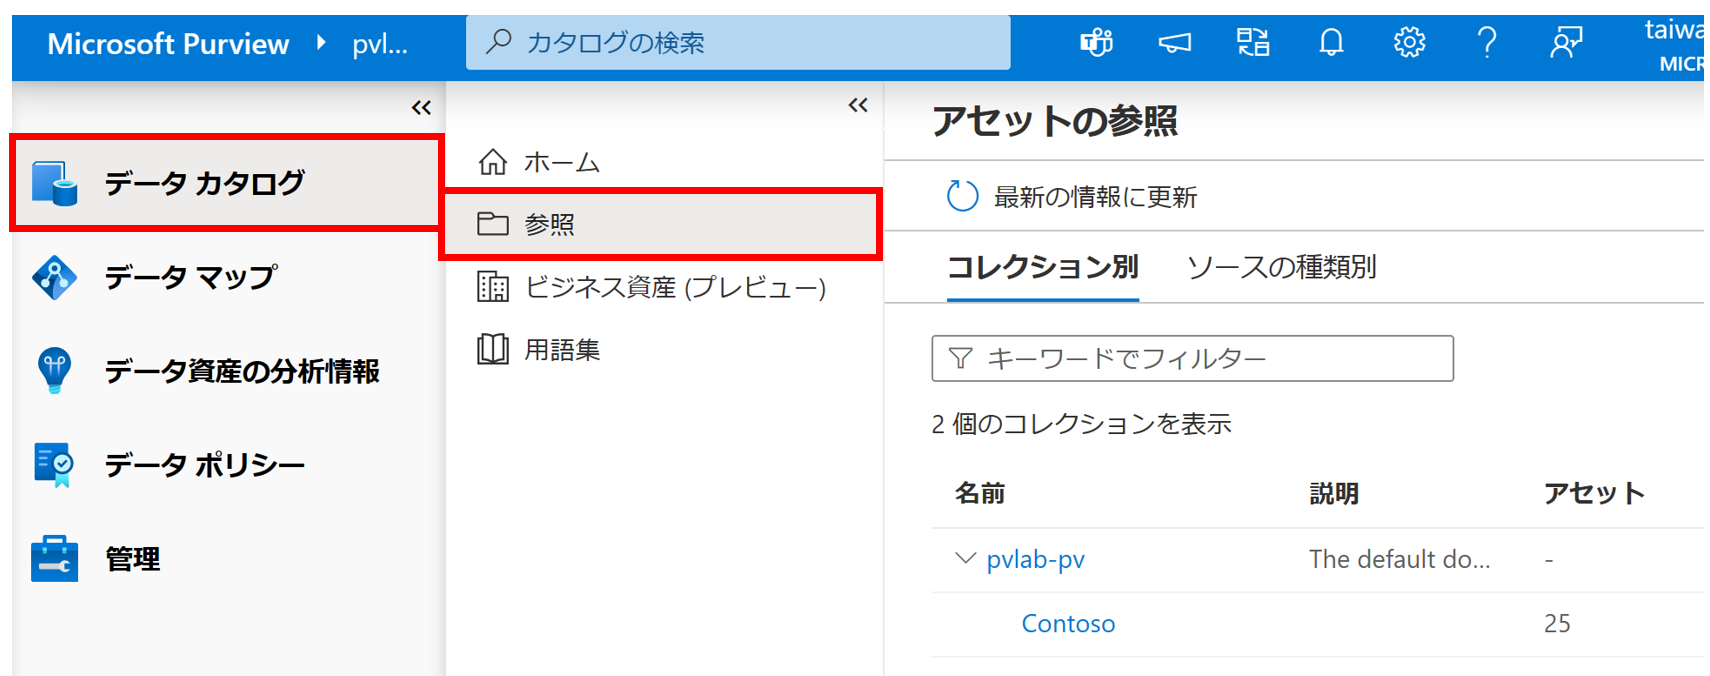 Microsoft Purview pvl...
カタログの検索
taiwa
MICR
データ カタログ
データ マップ
データ資産の分析情報
データ ポリシー
管理
ホーム
参照
ビジネス資産 (プレビュー)
用語集
アセットの参照
最新の情報に更新
コレクション別 ソースの種類別
キーワードでフィルター
2 個のコレクションを表示
名前 説明 アセット
pvlab-pv The default do... -
Contoso 25